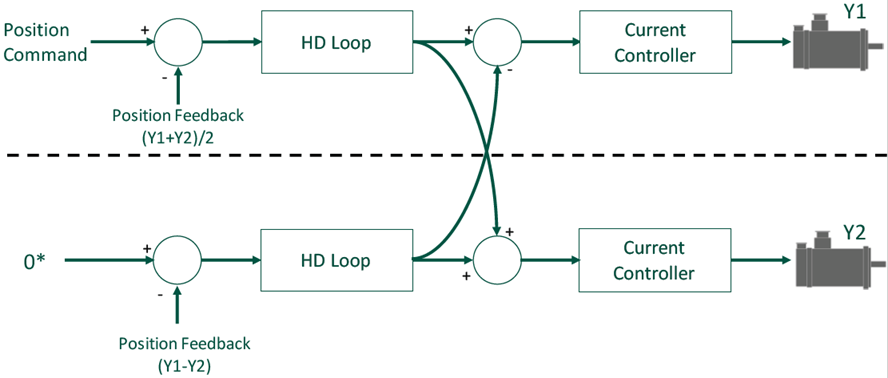 Position
Command
+
-
Position Feedback
(Y1+Y2)/2
HD Loop
+
-
Current
Controller
Y1
0*
+
-
Position Feedback
(Y1-Y2)
HD Loop
+
+
Current
Controller
Y2